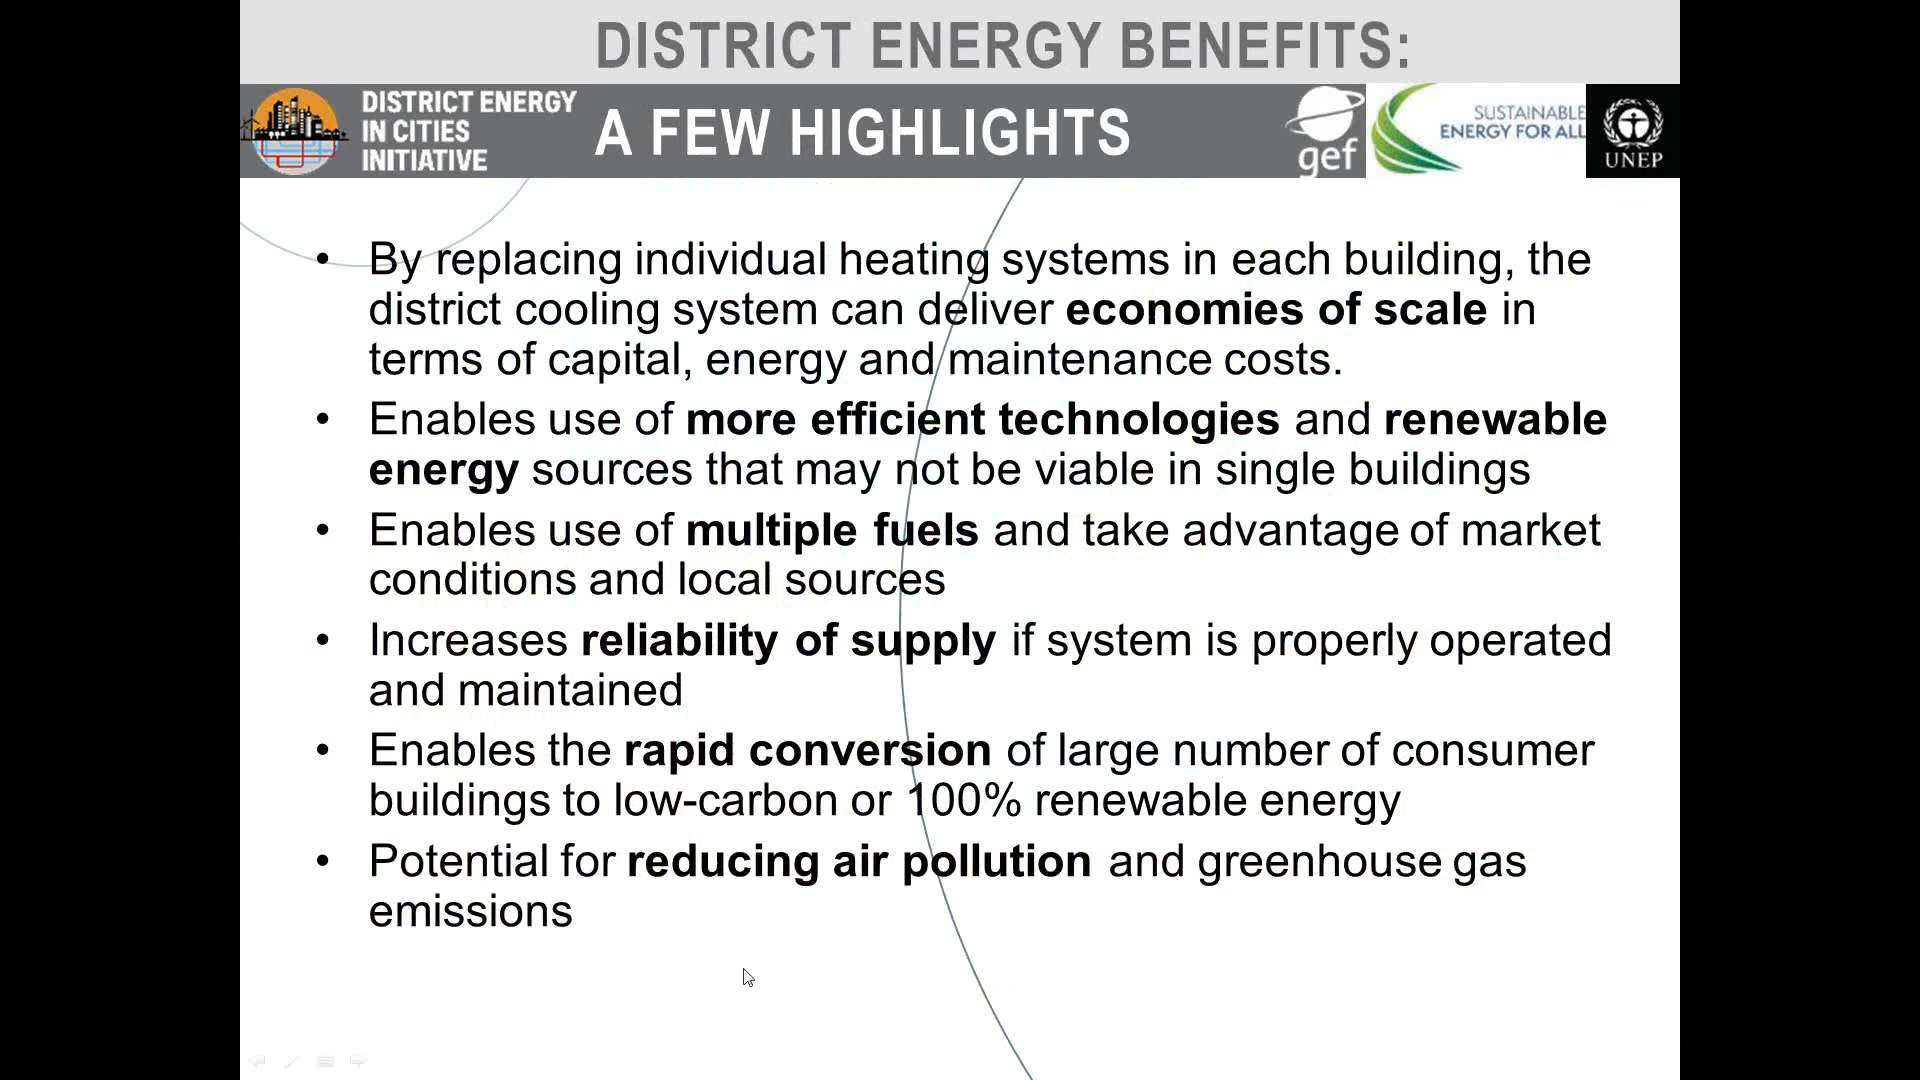 DISTRICT ENERGY BENEFITS:
DISTRICT ENERGY
IN CITIES
INITIATIVE
A FEW HIGHLIGHTS
gef
SUSTAINABLE
ENERGY FOR ALL
UNEP
• By replacing individual heating systems in each building, the
district cooling system can deliver economies of scale in
terms of capital, energy and maintenance costs.
• Enables use of more efficient technologies and renewable
energy sources that may not be viable in single buildings
• Enables use of multiple fuels and take advantage of market
conditions and local sources
• Increases reliability of supply if system is properly operated
and maintained
• Enables the rapid conversion of large number of consumer
buildings to low-carbon or 100% renewable energy
• Potential for reducing air pollution and greenhouse gas
emissions